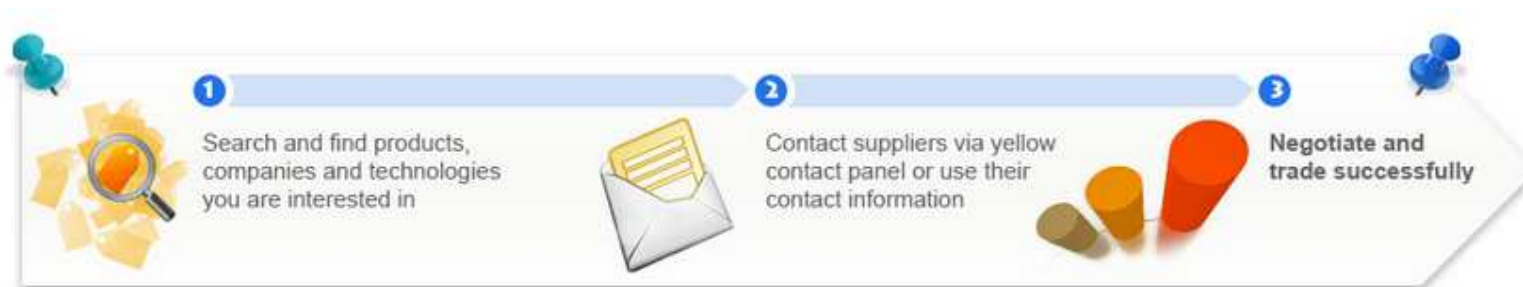 1
Search and find products,
companies and technologies
you are interested in
2
Contact suppliers via yellow
contact panel or use their
contact information
3
Negotiate and
trade successfully